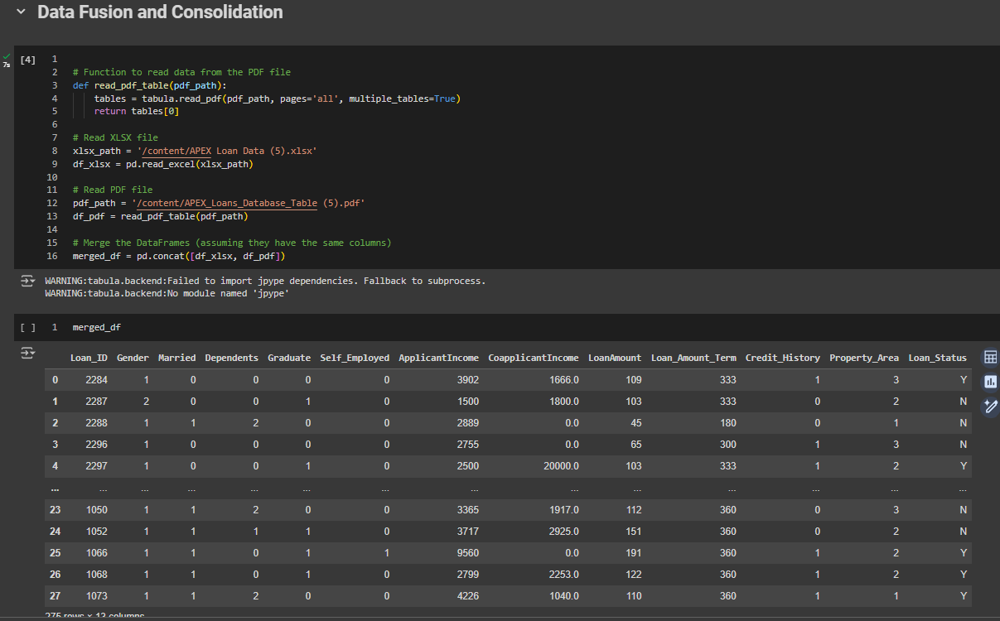 Data Fusion and Consolidation
7s
[4]
1
2 # Function to read data from the PDF file
3 def read_pdf_table(pdf_path):
4 tables = tabula.read_pdf(pdf_path, pages='all', multiple_tables=True)
5 return tables[0]
6
7 # Read XLSX file
8 xlsx_path = '/content/APEX Loan Data (5).xlsx'
9 df_xlsx = pd.read_excel(xlsx_path)
10
11 # Read PDF file
12 pdf_path = '/content/APEX_Loans_Database_Table (5).pdf'
13 df_pdf = read_pdf_table(pdf_path)
14
15 # Merge the DataFrames (assuming they have the same columns)
16 merged_df = pd.concat([df_xlsx, df_pdf])
WARNING:tabula.backend:Failed to import jpype dependencies. Fallback to subprocess.
WARNING:tabula.backend:No module named 'jpype'
[ ] 1 merged_df
Loan_ID Gender Married Dependents Graduate Self_Employed ApplicantIncome CoapplicantIncome LoanAmount Loan_Amount_Term Credit_History Property_Area Loan_Status
0 2284 1 0 0 0 0 3902 1666.0 109 333 1 3 Y
1 2287 2 0 0 1 0 1500 1800.0 103 333 0 2 N
2 2288 1 1 2 0 0 2889 0.0 45 180 0 1 N
3 2296 1 0 0 0 0 2755 0.0 65 300 1 3 N
4 2297 1 0 0 1 0 2500 20000.0 103 333 1 2 Y
... ... ... ... ... ... ... ... ... ... ... ... ... ...
23 1050 1 1 2 0 0 3365 1917.0 112 360 0 3 N
24 1052 1 1 1 1 0 3717 2925.0 151 360 0 2 N
25 1066 1 1 0 1 1 9560 0.0 191 360 1 2 Y
26 1068 1 1 0 1 0 2799 2253.0 122 360 1 2 Y
27 1073 1 1 2 0 0 4226 1040.0 110 360 1 1 Y
275 rows × 13 columns